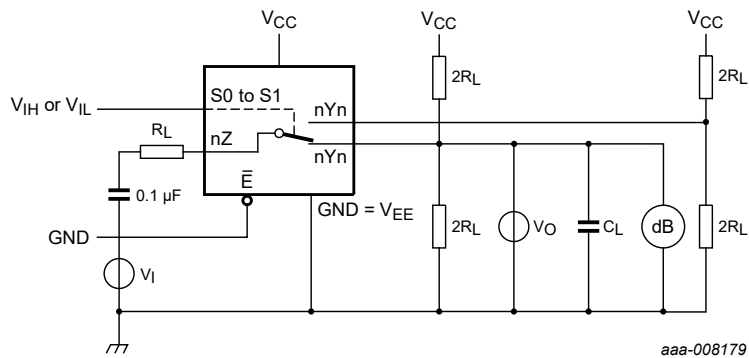 VCC
VCC
VCC
2RL
2RL
VIH or VIL
S0 to S1
nYn
RL
nZ
nYn
E̅
0.1 µF
GND = VEE
GND
2RL
VO
CL
dB
2RL
VI
aaa-008179